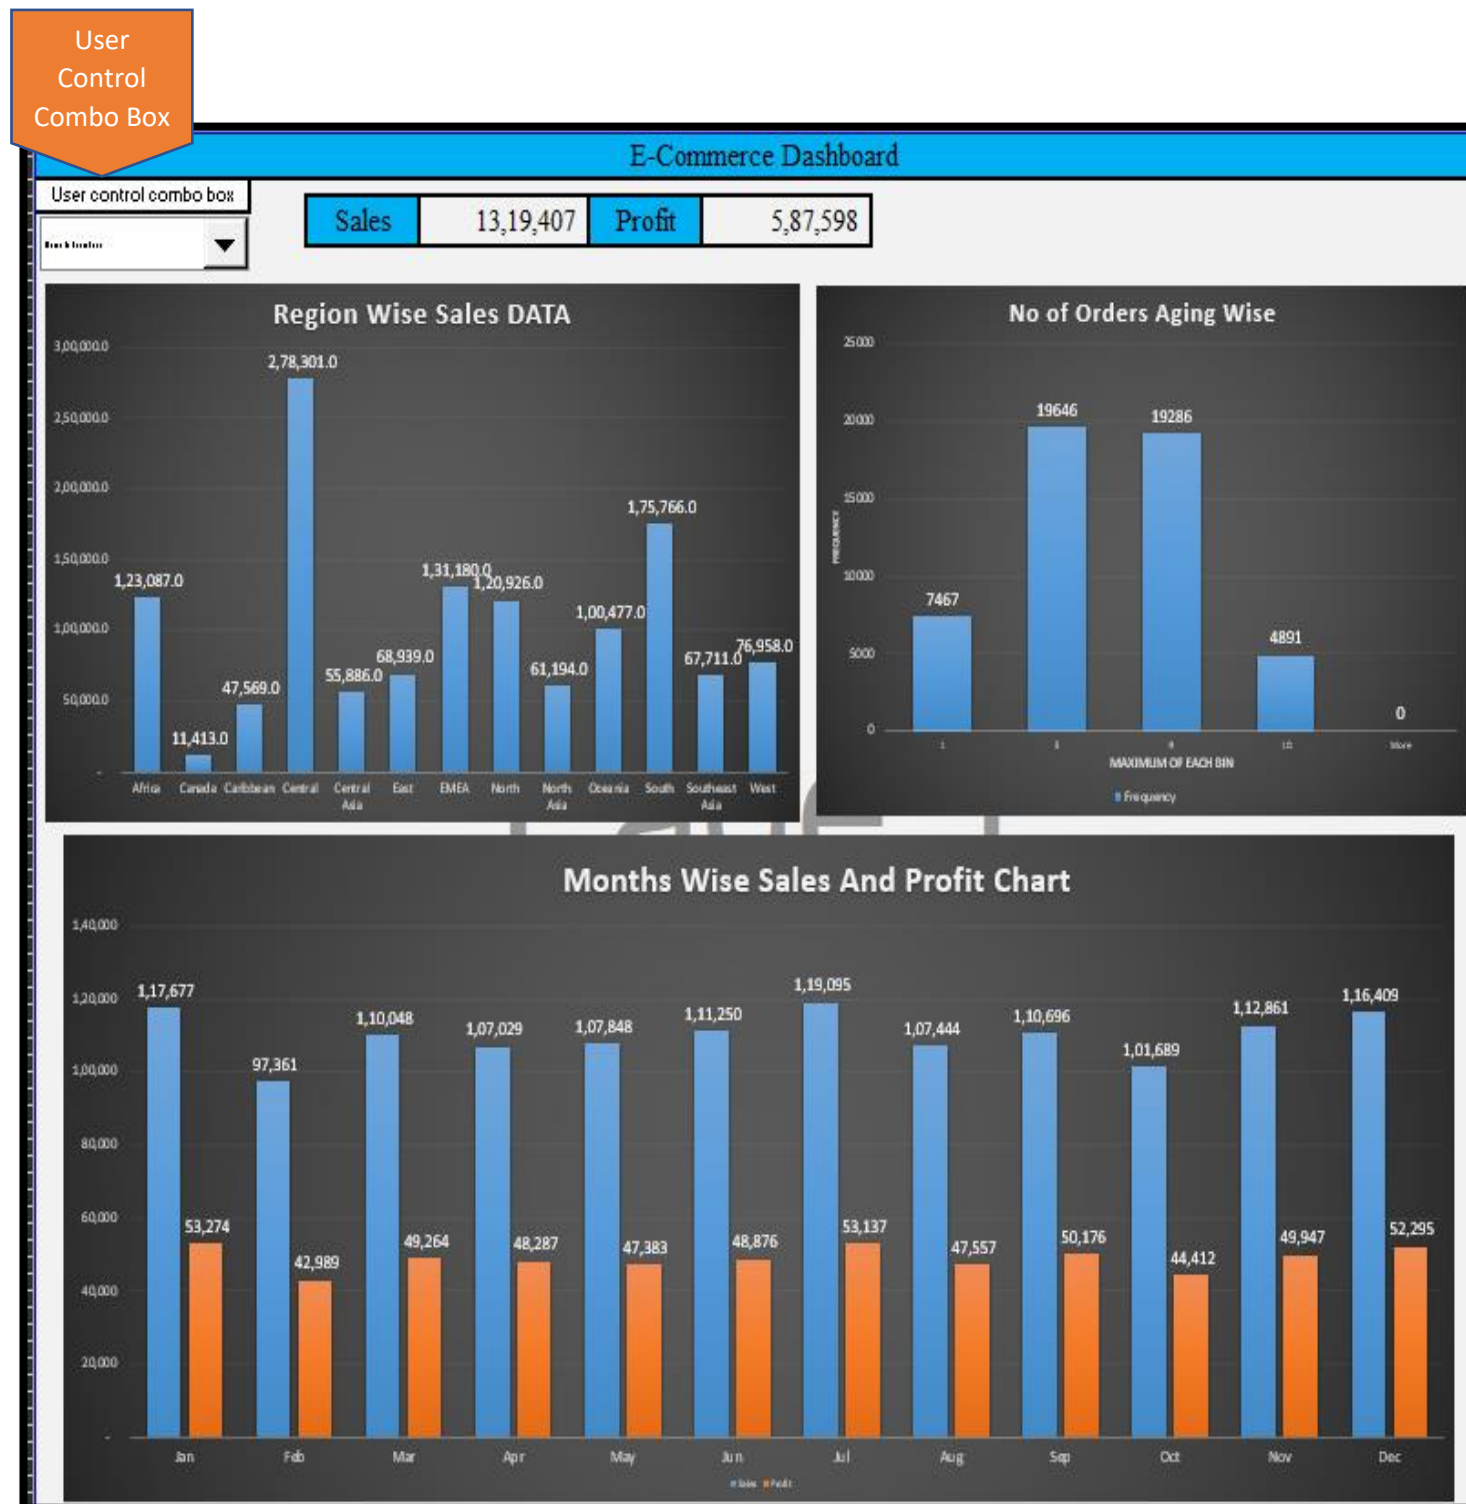 User
Control
Combo Box
E-Commerce Dashboard
User control combo box
Sales 13,19,407 Profit 5,87,598
Region Wise Sales DATA
3,00,000.0
2,50,000.0
2,00,000.0
1,50,000.0
1,00,000.0
50,000.0
-
1,23,087.0
11,413.0
47,569.0
2,78,301.0
55,886.0
68,939.0
1,31,180.0
1,20,926.0
61,194.0
1,00,477.0
1,75,766.0
67,711.0
76,958.0
Africa Canada Caribbean Central Central Asia East EMEA North North Asia Oceania South Southeast Asia West
No of Orders Aging Wise
25000
20000
15000
10000
5000
0
FREQUENCY
7467
19646
19286
4891
0
10 More
MAXIMUM OF EACH BIN
Frequency
Months Wise Sales And Profit Chart
1,40,000
1,20,000
1,00,000
80,000
60,000
40,000
20,000
-
1,17,677 97,361 1,10,048 1,07,029 1,07,848 1,11,250 1,19,095 1,07,444 1,10,696 1,01,689 1,12,861 1,16,409
53,274 42,989 49,264 48,287 47,383 48,876 53,137 47,557 50,176 44,412 49,947 52,295
Jan Feb Mar Apr May Jun Jul Aug Sep Oct Nov Dec
Sales Profit